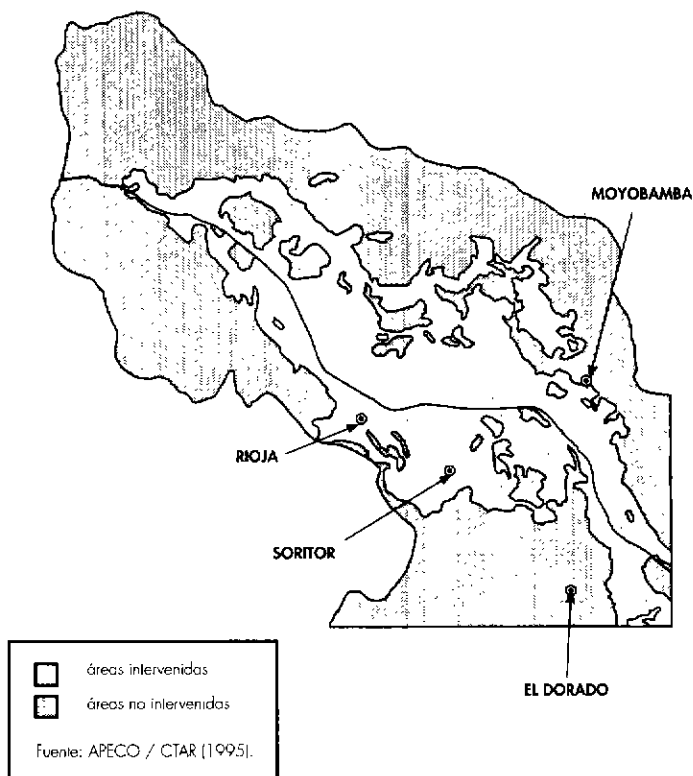 MOYOBAMBA
RIOJA
SORITOR
EL DORADO
áreas intervenidas
áreas no intervenidas
Fuente: APECO / CTAR (1995).